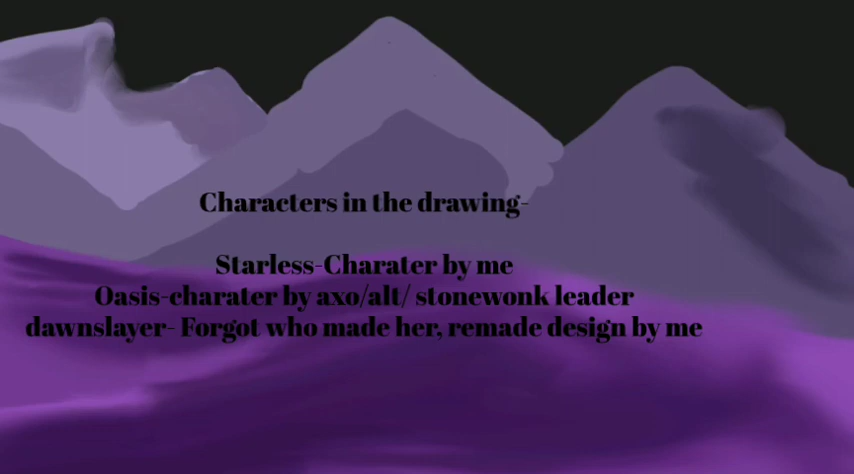 Characters in the drawing-
Starless-Charater by me
Oasis-charater by axo/alt/ stonewonk leader
dawnslayer- Forgot who made her, remade design by me